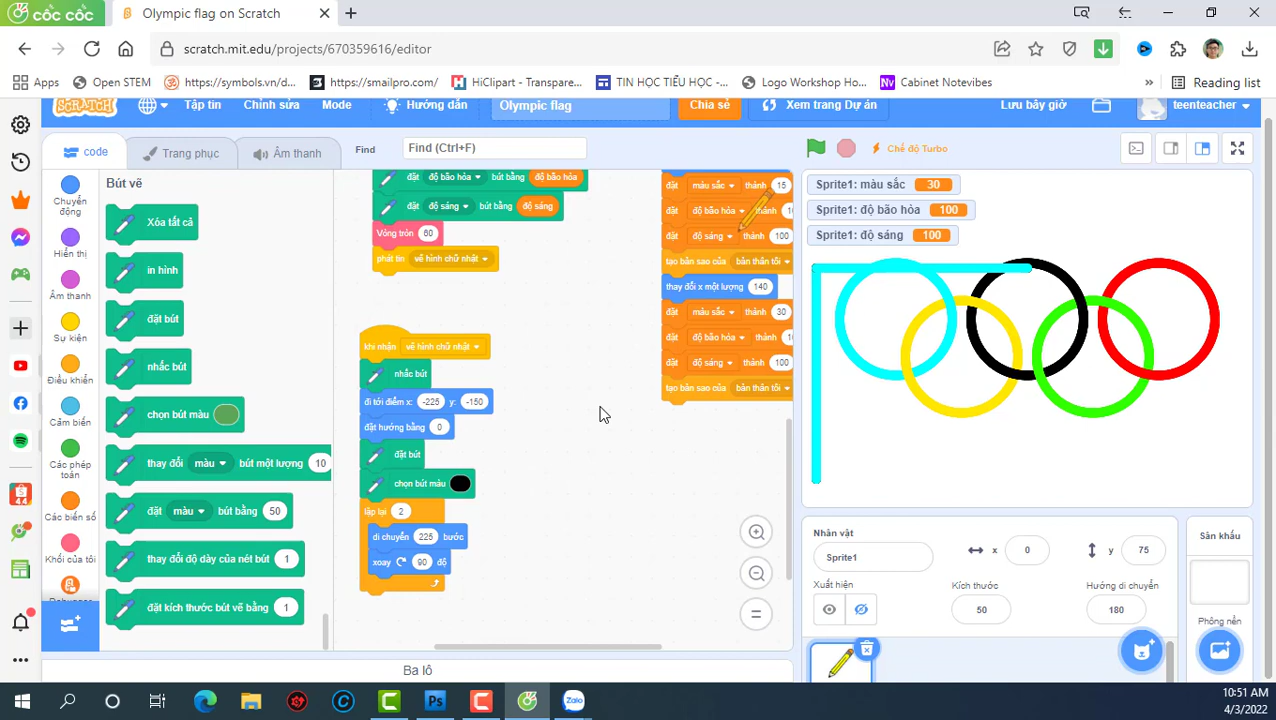 CỐC CỐC
Olympic flag on Scratch
scratch.mit.edu/projects/670359616/editor
Apps Open STEM https://symbols.vn/d... https://smailpro.com/ HiClipart - Transpare... TIN HỌC TIỂU HỌC -... Logo Workshop Ho... Cabinet Notevibes » Reading list
SCRATCH Tập tin Chỉnh sửa Mode Hướng dẫn Olympic flag Chia sẻ Xem trang Dự án Lưu bây giờ teenteacher
code Trang phục Âm thanh Find Find (Ctrl+F) Chế độ Turbo
Chuyển động
Hiển thị
Âm thanh
Sự kiện
Điều khiển
Cảm biến
Các phép toán
Các biến số
Khối của tôi
Bút vẽ
Xóa tất cả
in hình
đặt bút
nhấc bút
chọn bút màu
thay đổi màu bút một lượng 10
đặt màu bút bằng 50
thay đổi độ dày của nét bút 1
đặt kích thước bút vẽ bằng 1
đặt độ bão hòa bút bằng độ bão hòa
đặt độ sáng bút bằng độ sáng
Vòng tròn 60
phát tin vẽ hình chữ nhật
khi nhận vẽ hình chữ nhật
nhấc bút
đi tới điểm x: -225 y: -150
đặt hướng bằng 0
đặt bút
chọn bút màu
lặp lại 2
di chuyển 225 bước
xoay 90 độ
đặt màu sắc thành 15
đặt độ bão hòa thành
đặt độ sáng thành 100
tạo bản sao của bản thân tôi
thay đổi x một lượng 140
đặt màu sắc thành 30
đặt độ bão hòa thành
đặt độ sáng thành 100
tạo bản sao của bản thân tôi
Sprite1: màu sắc 30
Sprite1: độ bão hòa 100
Sprite1: độ sáng 100
Nhân vật
Sprite1 x 0 y 75
Xuất hiện Kích thước Hướng di chuyển
50 180
Sân khấu
Phông nền
Ba lô
10:51 AM
4/3/2022